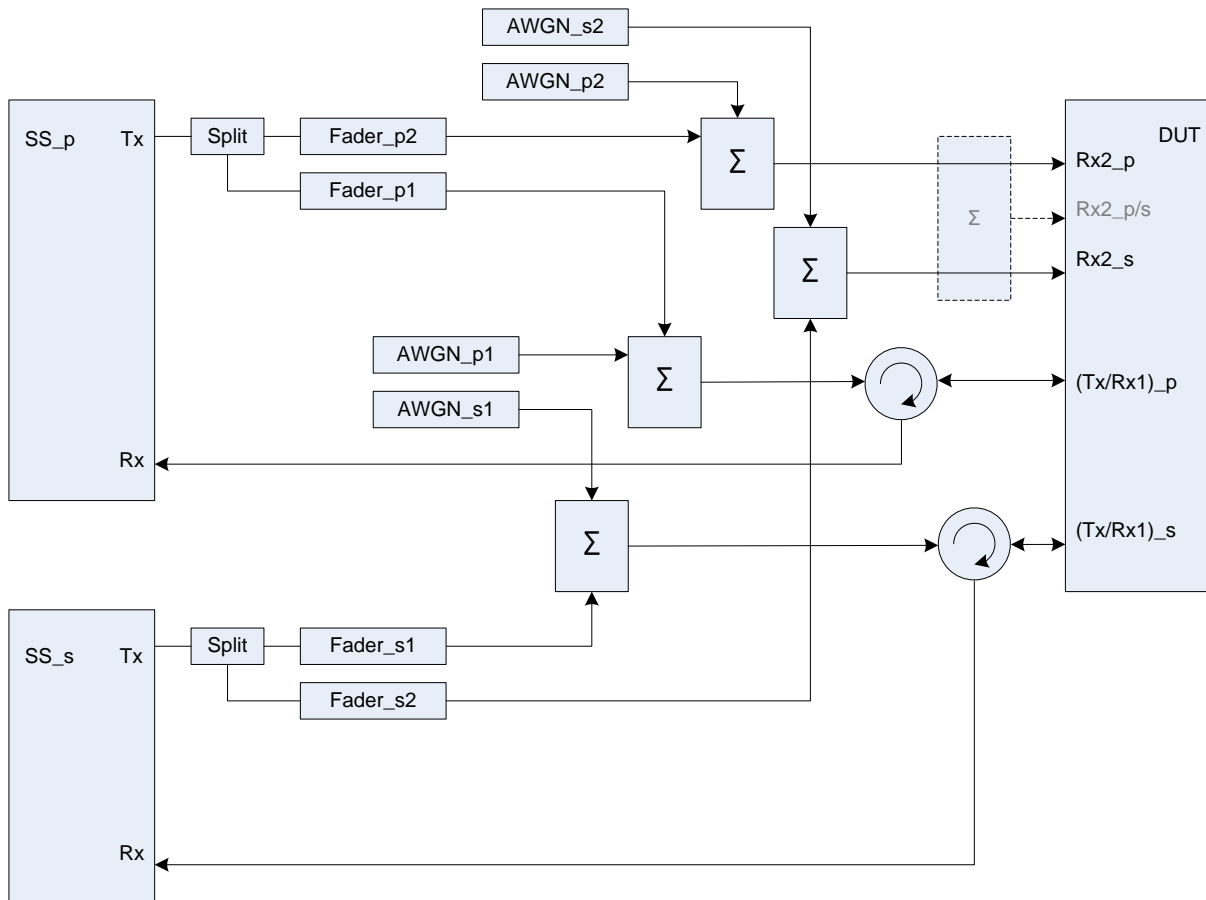 AWGN_s2
AWGN_p2
SS_p
Tx
Split
Fader_p2
Σ
DUT
Rx2_p
Fader_p1
Rx2_p/s
Σ
Σ
Rx2_s
AWGN_p1
Σ
(Tx/Rx1)_p
AWGN_s1
Rx
Σ
(Tx/Rx1)_s
SS_s
Tx
Split
Fader_s1
Fader_s2
Rx